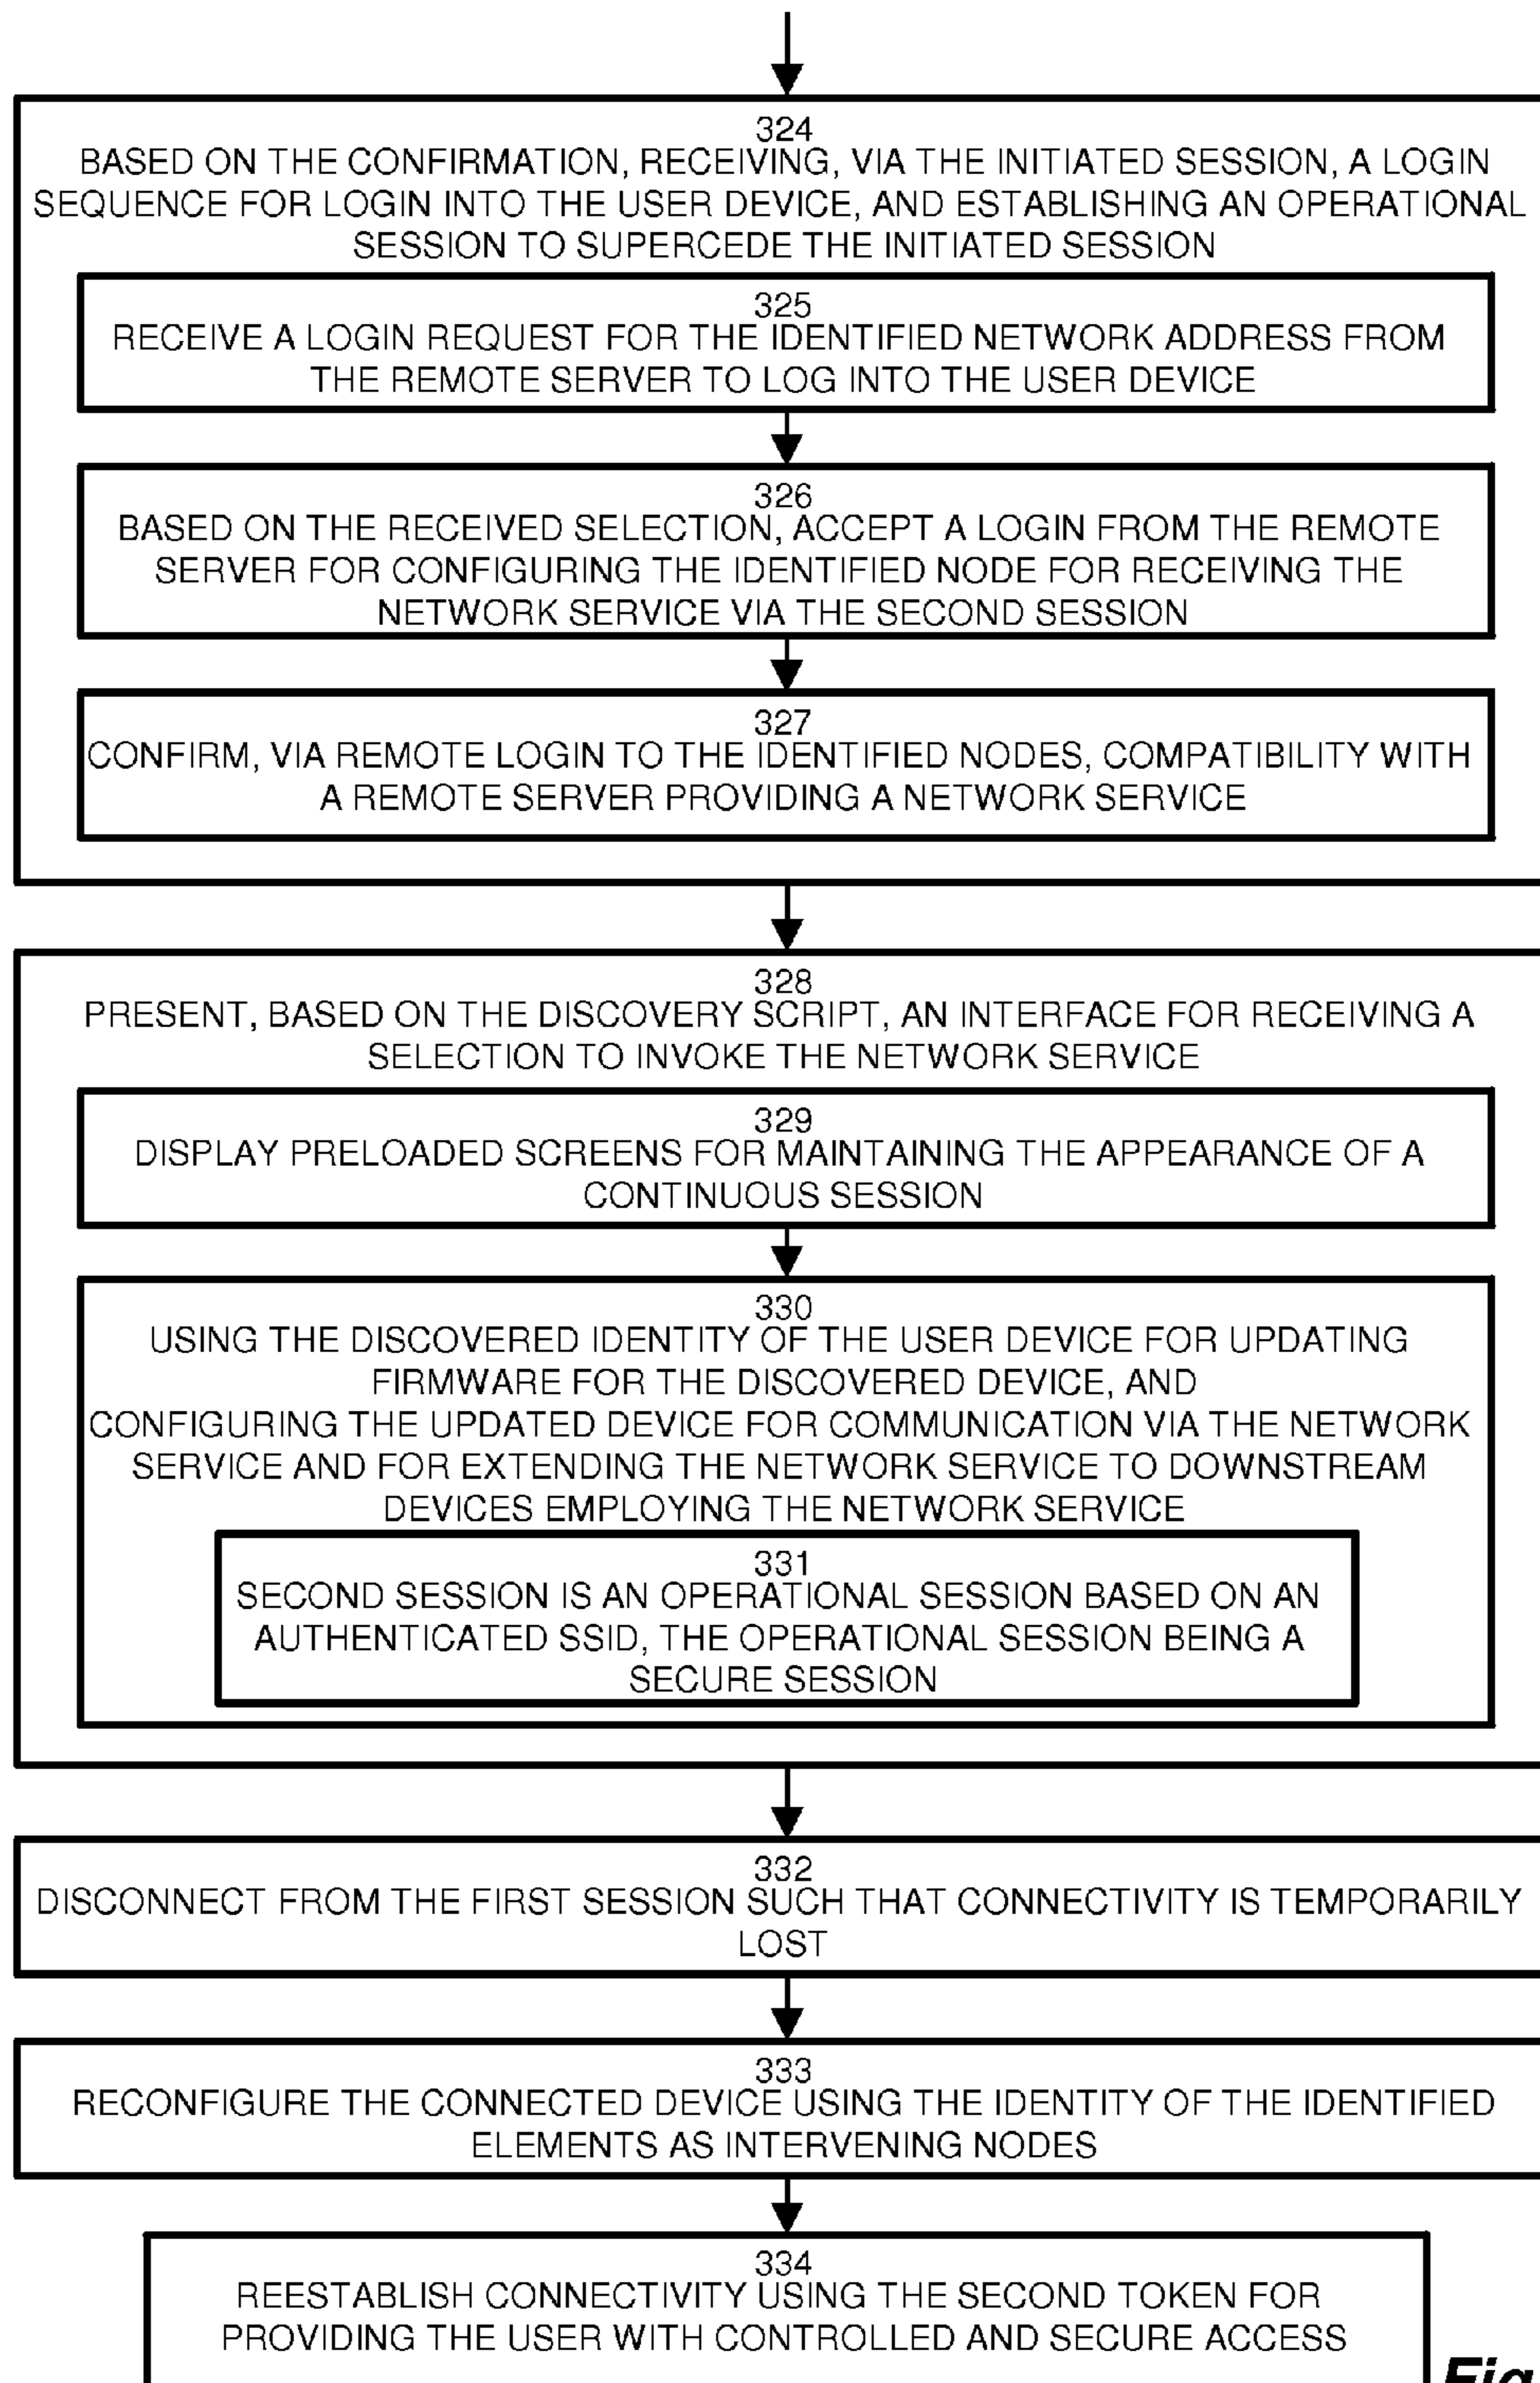 324
BASED ON THE CONFIRMATION, RECEIVING, VIA THE INITIATED SESSION, A LOGIN
SEQUENCE FOR LOGIN INTO THE USER DEVICE, AND ESTABLISHING AN OPERATIONAL
SESSION TO SUPERCEDE THE INITIATED SESSION
325
RECEIVE A LOGIN REQUEST FOR THE IDENTIFIED NETWORK ADDRESS FROM
THE REMOTE SERVER TO LOG INTO THE USER DEVICE
326
BASED ON THE RECEIVED SELECTION, ACCEPT A LOGIN FROM THE REMOTE
SERVER FOR CONFIGURING THE IDENTIFIED NODE FOR RECEIVING THE
NETWORK SERVICE VIA THE SECOND SESSION
327
CONFIRM, VIA REMOTE LOGIN TO THE IDENTIFIED NODES, COMPATIBILITY WITH
A REMOTE SERVER PROVIDING A NETWORK SERVICE
328
PRESENT, BASED ON THE DISCOVERY SCRIPT, AN INTERFACE FOR RECEIVING A
SELECTION TO INVOKE THE NETWORK SERVICE
329
DISPLAY PRELOADED SCREENS FOR MAINTAINING THE APPEARANCE OF A
CONTINUOUS SESSION
330
USING THE DISCOVERED IDENTITY OF THE USER DEVICE FOR UPDATING
FIRMWARE FOR THE DISCOVERED DEVICE, AND
CONFIGURING THE UPDATED DEVICE FOR COMMUNICATION VIA THE NETWORK
SERVICE AND FOR EXTENDING THE NETWORK SERVICE TO DOWNSTREAM
DEVICES EMPLOYING THE NETWORK SERVICE
331
SECOND SESSION IS AN OPERATIONAL SESSION BASED ON AN
AUTHENTICATED SSID, THE OPERATIONAL SESSION BEING A
SECURE SESSION
332
DISCONNECT FROM THE FIRST SESSION SUCH THAT CONNECTIVITY IS TEMPORARILY
LOST
333
RECONFIGURE THE CONNECTED DEVICE USING THE IDENTITY OF THE IDENTIFIED
ELEMENTS AS INTERVENING NODES
334
REESTABLISH CONNECTIVITY USING THE SECOND TOKEN FOR
PROVIDING THE USER WITH CONTROLLED AND SECURE ACCESS
Fig